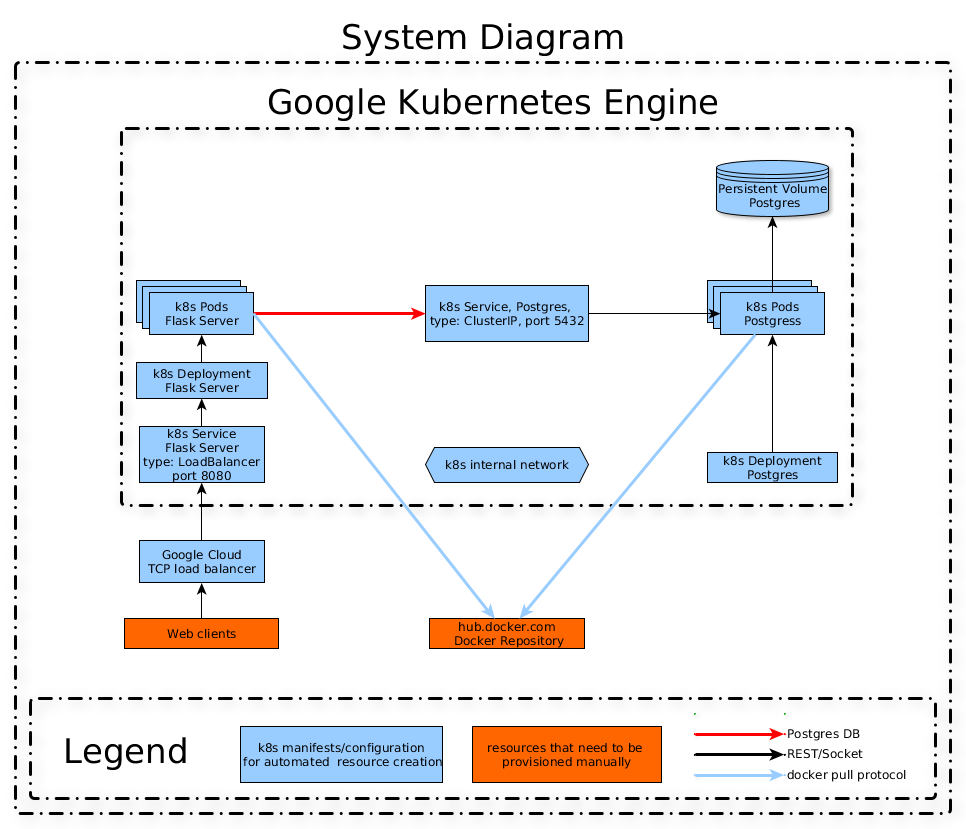 System Diagram
Google Kubernetes Engine
Persistent Volume
Postgres
k8s Pods
Flask Server
k8s Service, Postgres,
type: ClusterIP, port 5432
k8s Pods
Postgress
k8s Deployment
Flask Server
k8s Service
Flask Server
type: LoadBalancer
port 8080
k8s internal network
k8s Deployment
Postgres
Google Cloud
TCP load balancer
Web clients
hub.docker.com
Docker Repository
Legend
k8s manifests/configuration
for automated resource creation
resources that need to be
provisioned manually
Postgres DB
REST/Socket
docker pull protocol